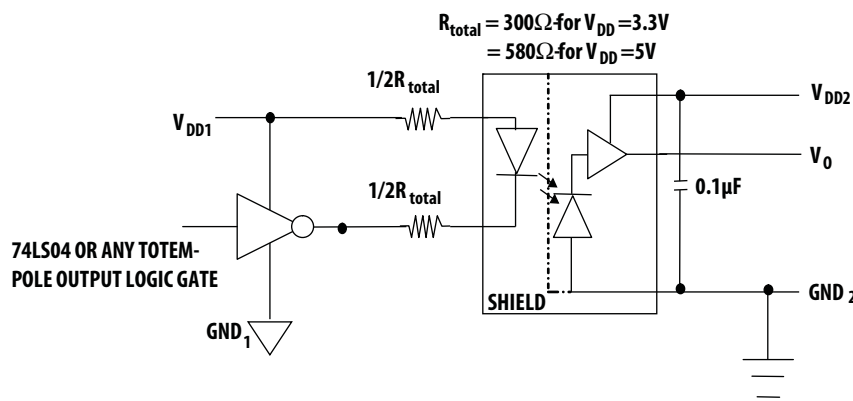 R_total = 300Ω-for V_DD =3.3V
= 580Ω-for V_DD =5V
1/2R_total
V_DD1
V_DD2
V_0
1/2R_total
0.1µF
74LS04 OR ANY TOTEM-
POLE OUTPUT LOGIC GATE
SHIELD
GND_2
GND_1